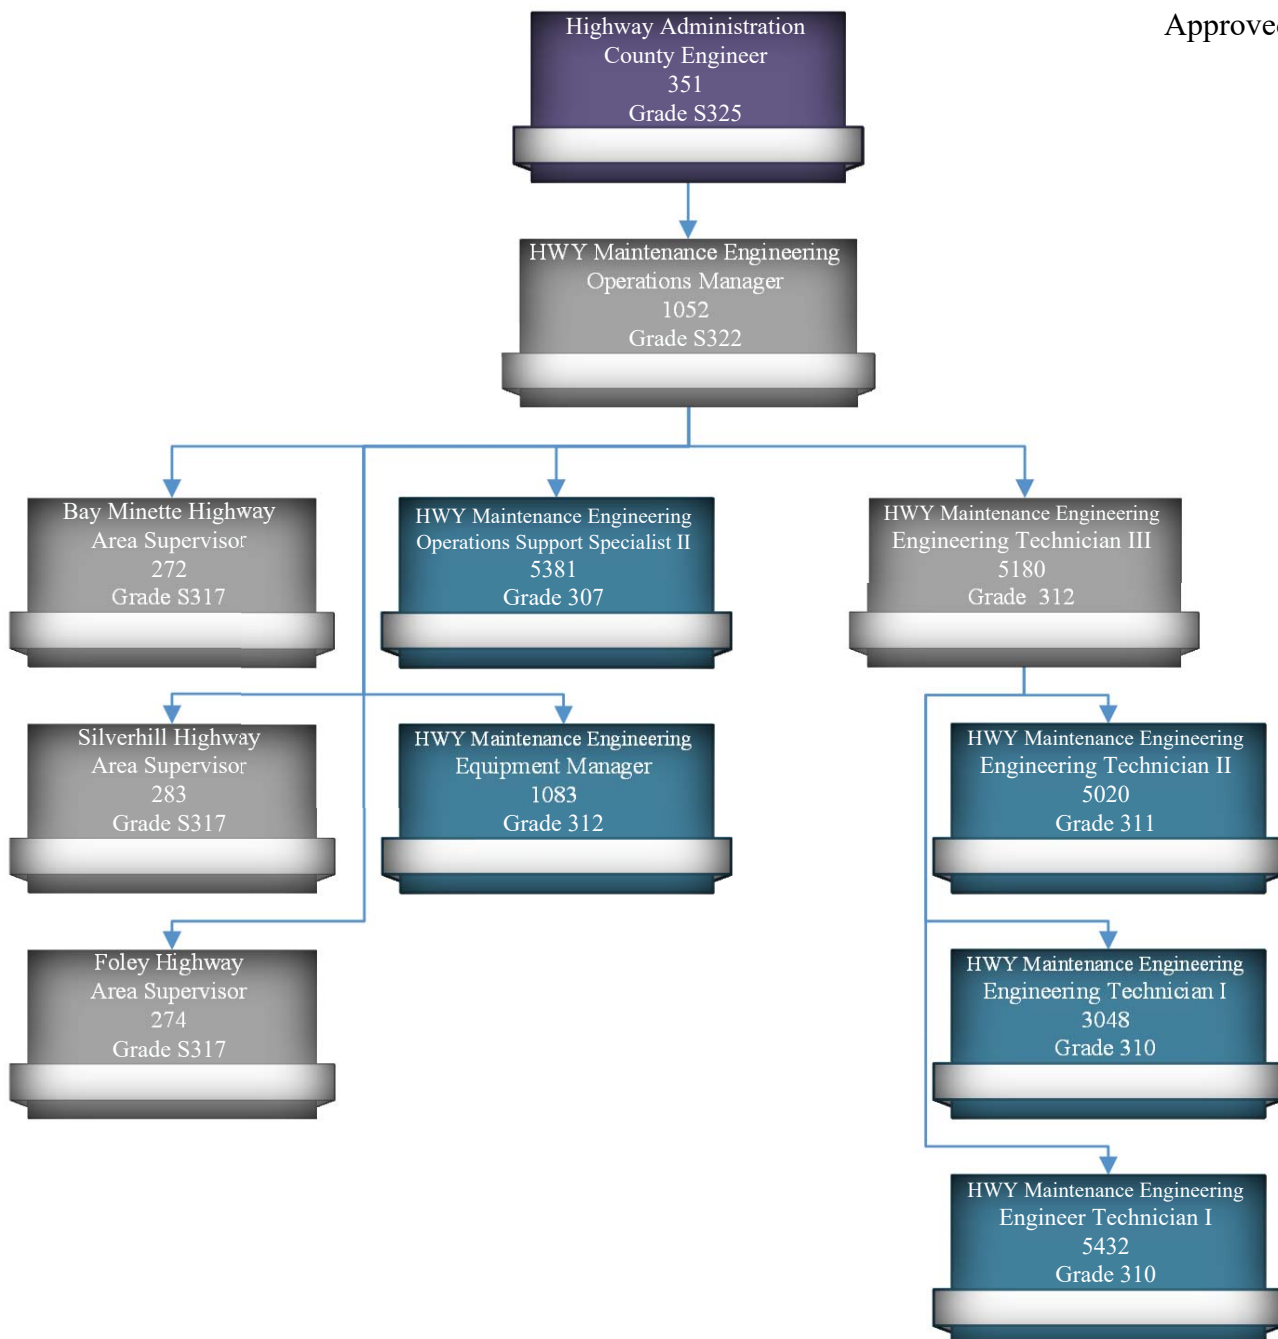 Approved
Highway Administration
County Engineer
351
Grade S325
HWY Maintenance Engineering
Operations Manager
1052
Grade S322
Bay Minette Highway
Area Supervisor
272
Grade S317
HWY Maintenance Engineering
Operations Support Specialist II
5381
Grade 307
HWY Maintenance Engineering
Engineering Technician III
5180
Grade 312
Silverhill Highway
Area Supervisor
283
Grade S317
HWY Maintenance Engineering
Equipment Manager
1083
Grade 312
HWY Maintenance Engineering
Engineering Technician II
5020
Grade 311
Foley Highway
Area Supervisor
274
Grade S317
HWY Maintenance Engineering
Engineering Technician I
3048
Grade 310
HWY Maintenance Engineering
Engineer Technician I
5432
Grade 310